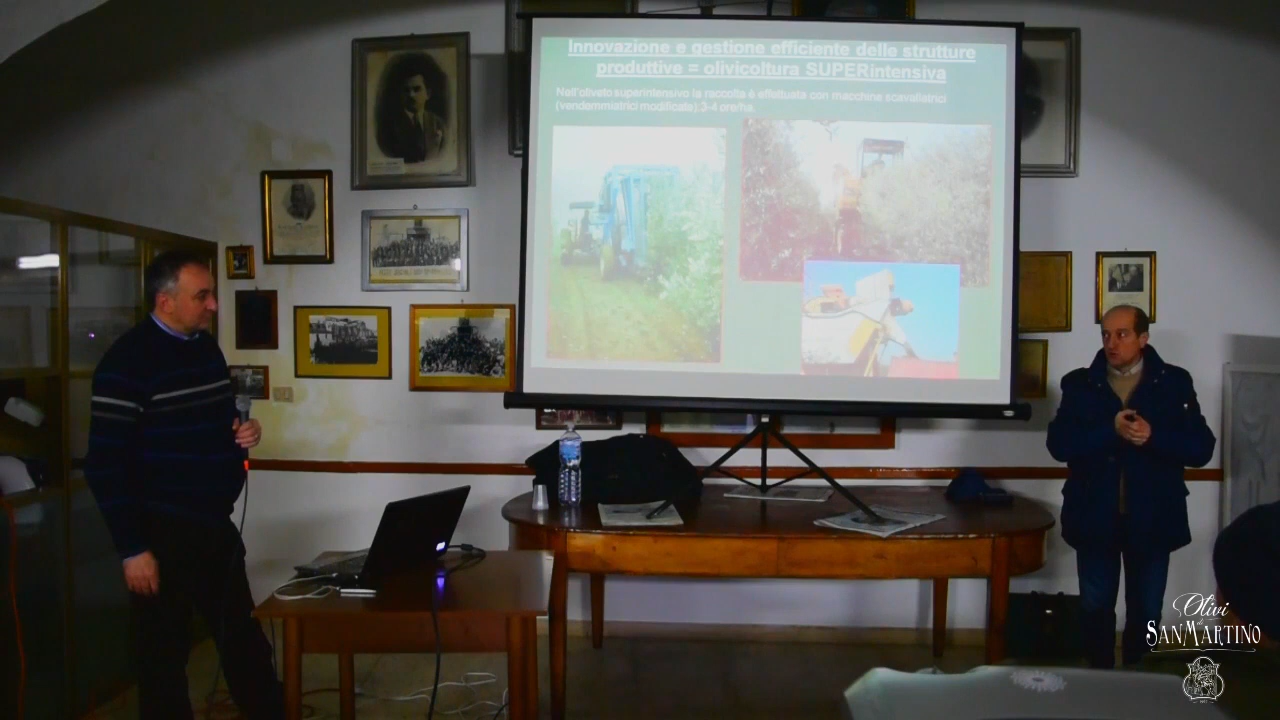 Innovazione e gestione efficiente delle strutture
produttive = olivicoltura SUPERintensiva
Nell'oliveto superintensivo la raccolta è effettuata con macchine scavallatrici
(vendemmiatrici modificate):3-4 ore/ha.
Olivi
di
SANMARTINO